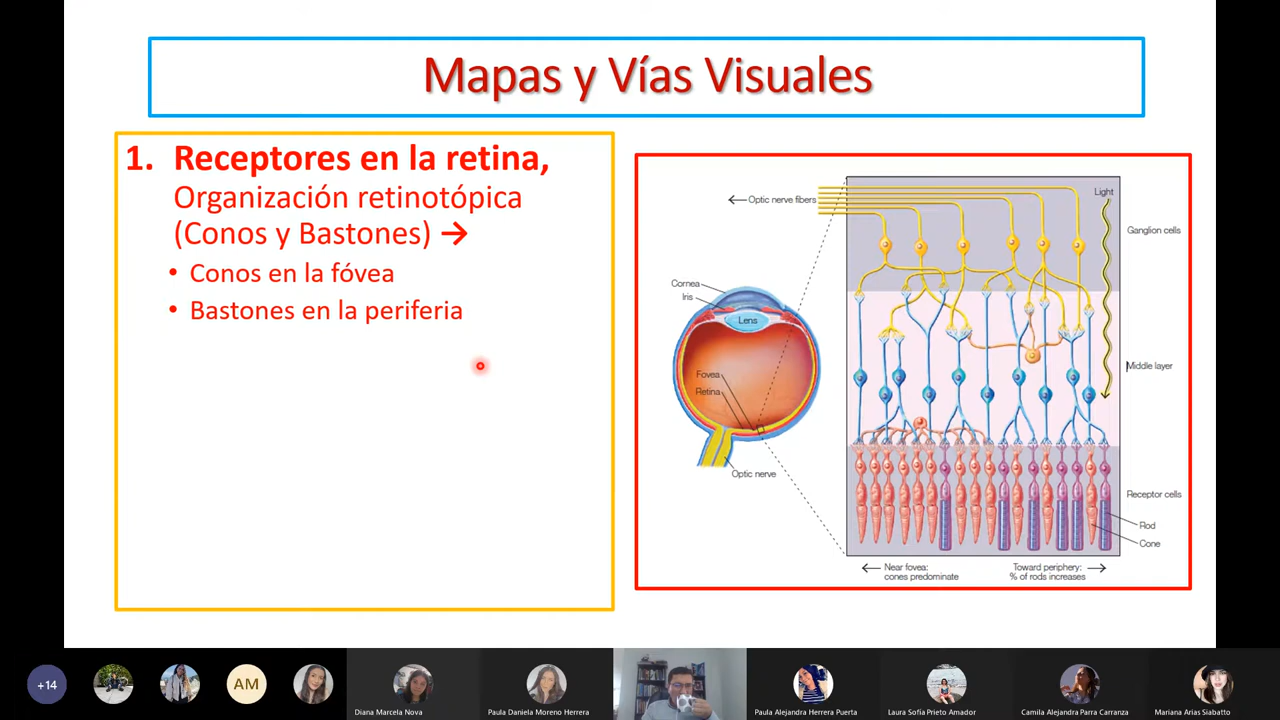 Mapas y Vías Visuales
1. Receptores en la retina,
Organización retinotópica
(Conos y Bastones) →
• Conos en la fóvea
• Bastones en la periferia
← Optic nerve fibers
Light
Ganglion cells
Cornea
Iris
Lens
Middle layer
Fovea
Retina
Optic nerve
Receptor cells
Rod
Cone
← Near fovea:
cones predominate
Toward periphery: →
% of rods increases
+14
AM
Diana Marcela Nova
Paula Daniela Moreno Herrera
Paula Alejandra Herrera Puerta
Laura Sofía Prieto Amador
Camila Alejandra Parra Carranza
Mariana Arias Siabatto